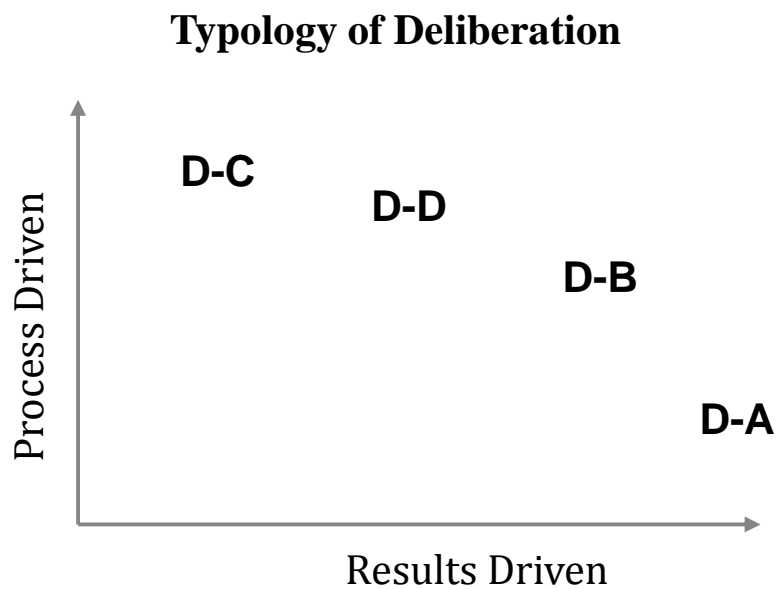 Typology of Deliberation
D-C
D-D
D-B
D-A
Process Driven
Results Driven